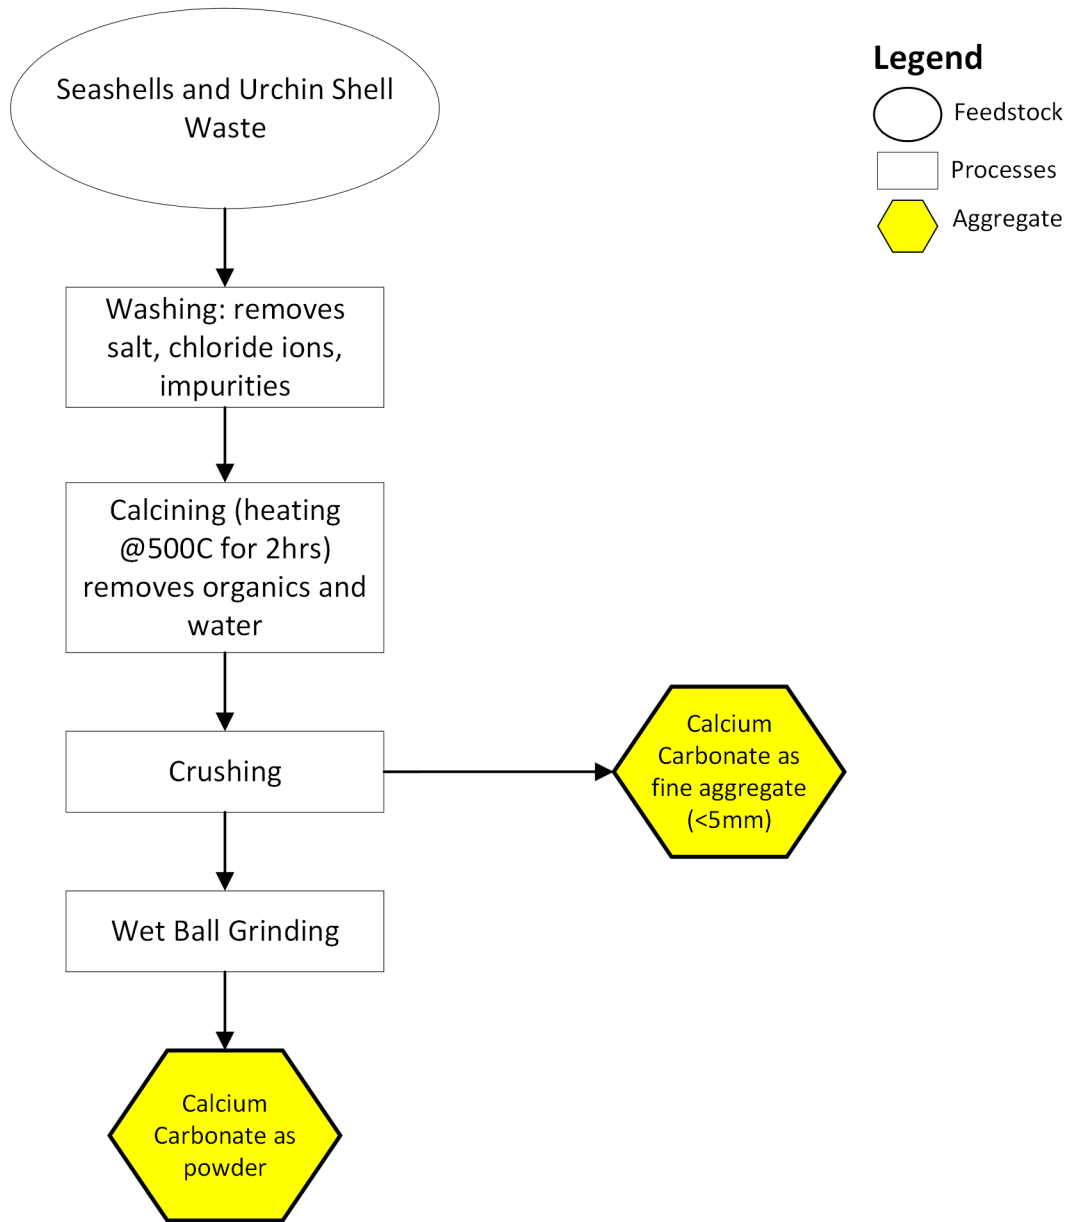 Seashells and Urchin Shell
Waste
Legend
Feedstock
Processes
Aggregate
Washing: removes
salt, chloride ions,
impurities
Calcining (heating
@500C for 2hrs)
removes organics and
water
Crushing
Calcium
Carbonate as
fine aggregate
(<5mm)
Wet Ball Grinding
Calcium
Carbonate as
powder